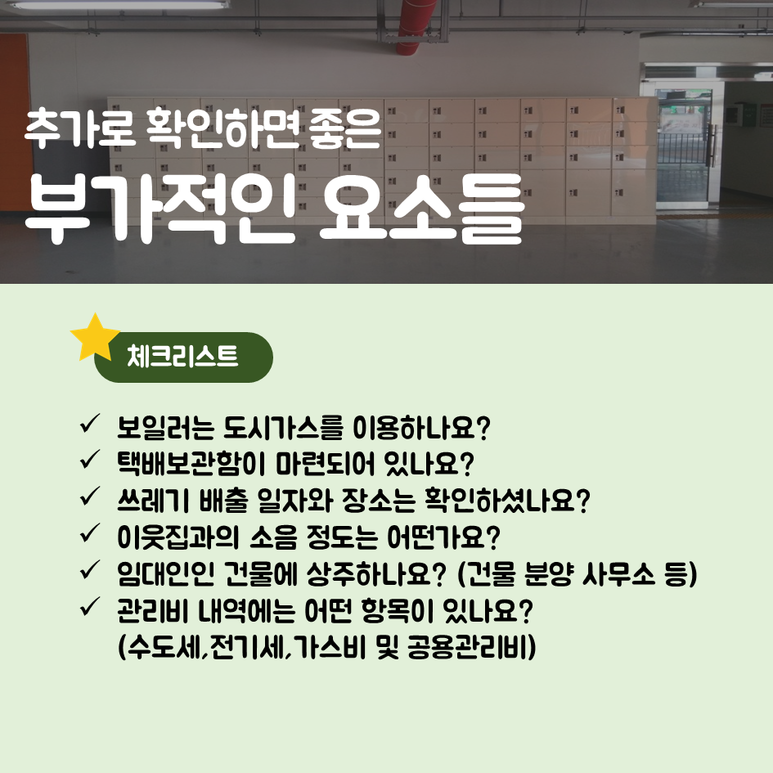 추가로 확인하면 좋은
부가적인 요소들
체크리스트
✓ 보일러는 도시가스를 이용하나요?
✓ 택배보관함이 마련되어 있나요?
✓ 쓰레기 배출 일자와 장소는 확인하셨나요?
✓ 이웃집과의 소음 정도는 어떤가요?
✓ 임대인인 건물에 상주하나요? (건물 분양 사무소 등)
✓ 관리비 내역에는 어떤 항목이 있나요?
(수도세,전기세,가스비 및 공용관리비)